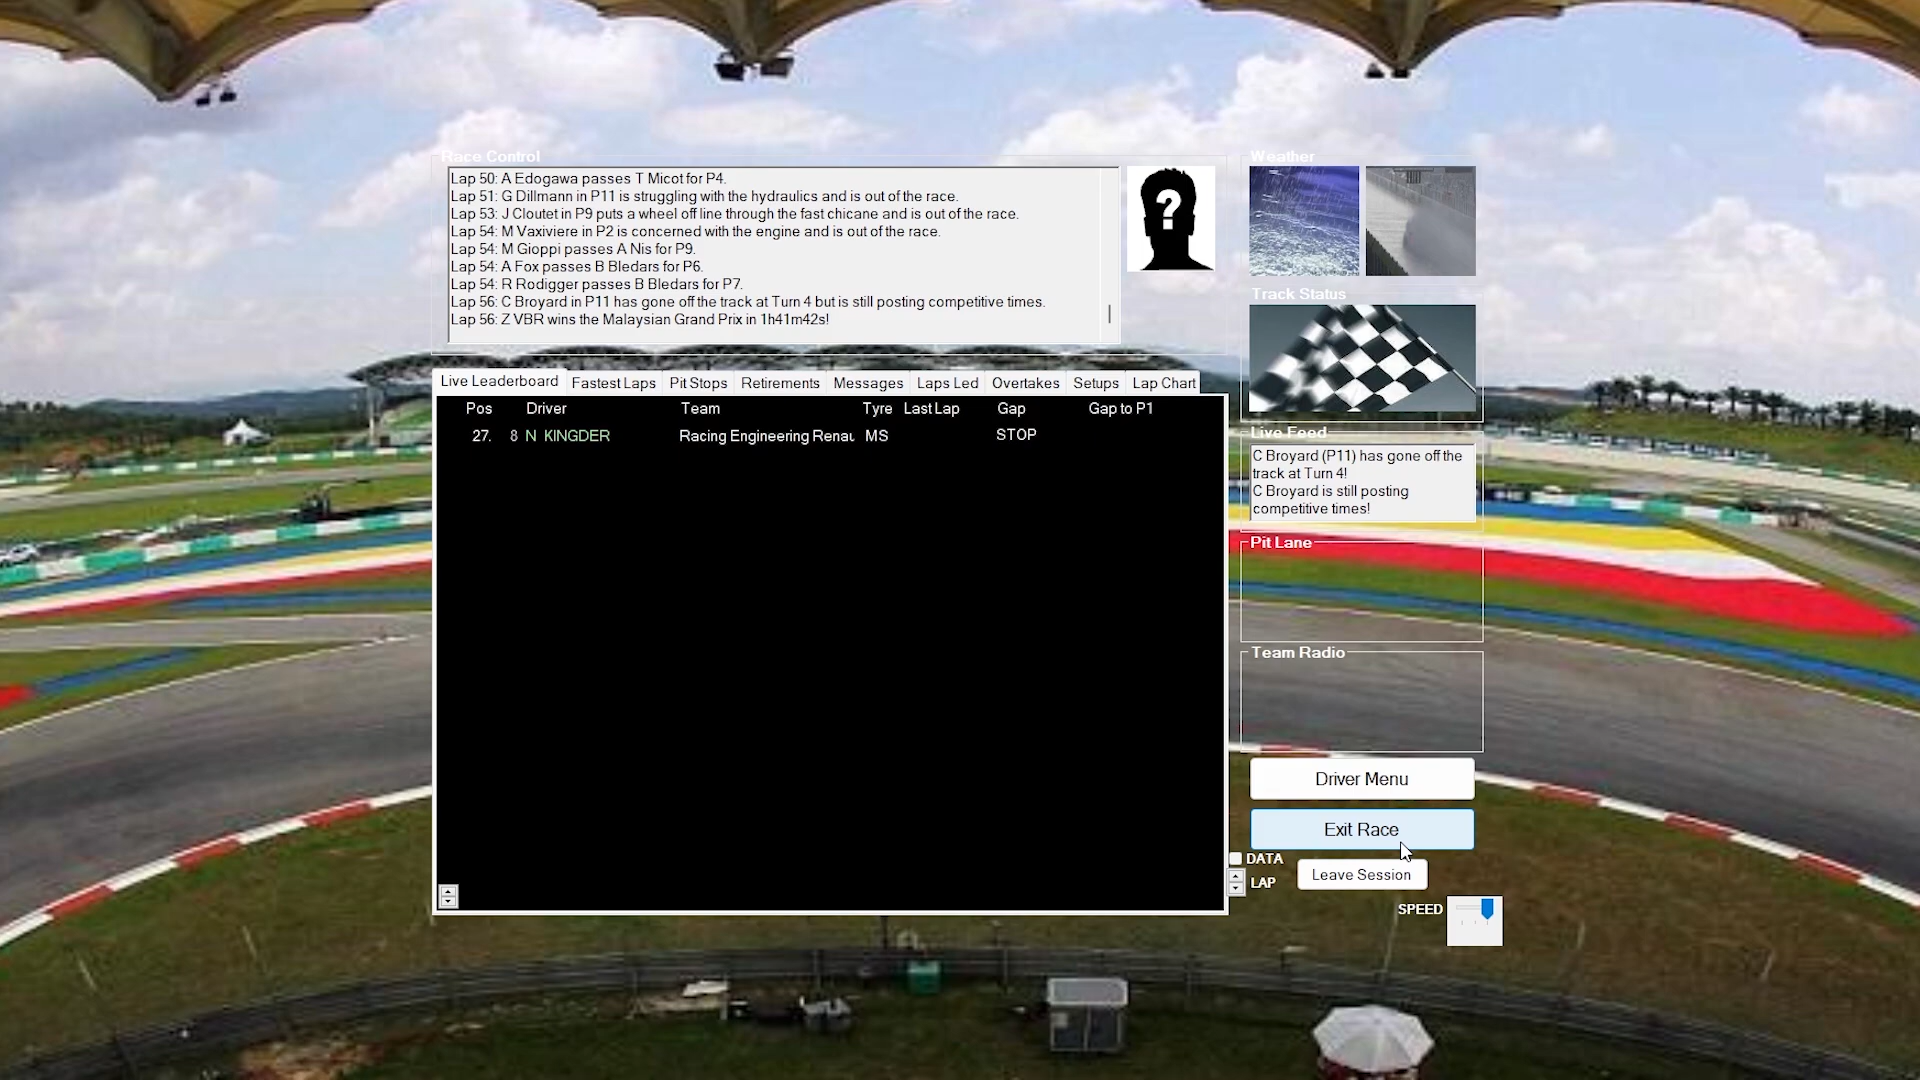 Race Control
Lap 50: A Edogawa passes T Micot for P4.
Lap 51: G Dillmann in P11 is struggling with the hydraulics and is out of the race.
Lap 53: J Cloutet in P9 puts a wheel off line through the fast chicane and is out of the race.
Lap 54: M Vaxiviere in P2 is concerned with the engine and is out of the race.
Lap 54: M Gioppi passes A Nis for P9.
Lap 54: A Fox passes B Bledars for P6.
Lap 54: R Rodigger passes B Bledars for P7.
Lap 56: C Broyard in P11 has gone off the track at Turn 4 but is still posting competitive times.
Lap 56: Z VBR wins the Malaysian Grand Prix in 1h41m42s!
?
Weather
Track Status
Live Leaderboard Fastest Laps Pit Stops Retirements Messages Laps Led Overtakes Setups Lap Chart
Pos Driver Team Tyre Last Lap Gap Gap to P1
27. 8 N KINGDER Racing Engineering Renau MS STOP
Live Feed
C Broyard (P11) has gone off the
track at Turn 4!
C Broyard is still posting
competitive times!
Pit Lane
Team Radio
Driver Menu
Exit Race
DATA
LAP
Leave Session
SPEED